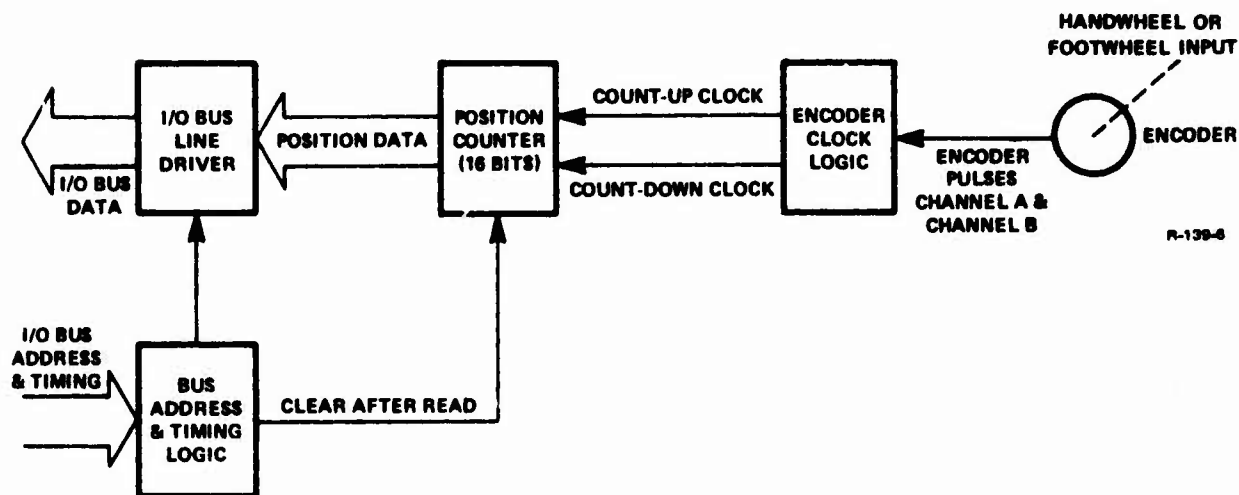 HANDWHEEL OR
FOOTWHEEL INPUT
I/O BUS
LINE
DRIVER
POSITION DATA
POSITION
COUNTER
(16 BITS)
COUNT-UP CLOCK
COUNT-DOWN CLOCK
ENCODER
CLOCK
LOGIC
ENCODER
ENCODER
PULSES
CHANNEL A &
CHANNEL B
I/O BUS
DATA
R-139-6
I/O BUS
ADDRESS
& TIMING
BUS
ADDRESS
& TIMING
LOGIC
CLEAR AFTER READ